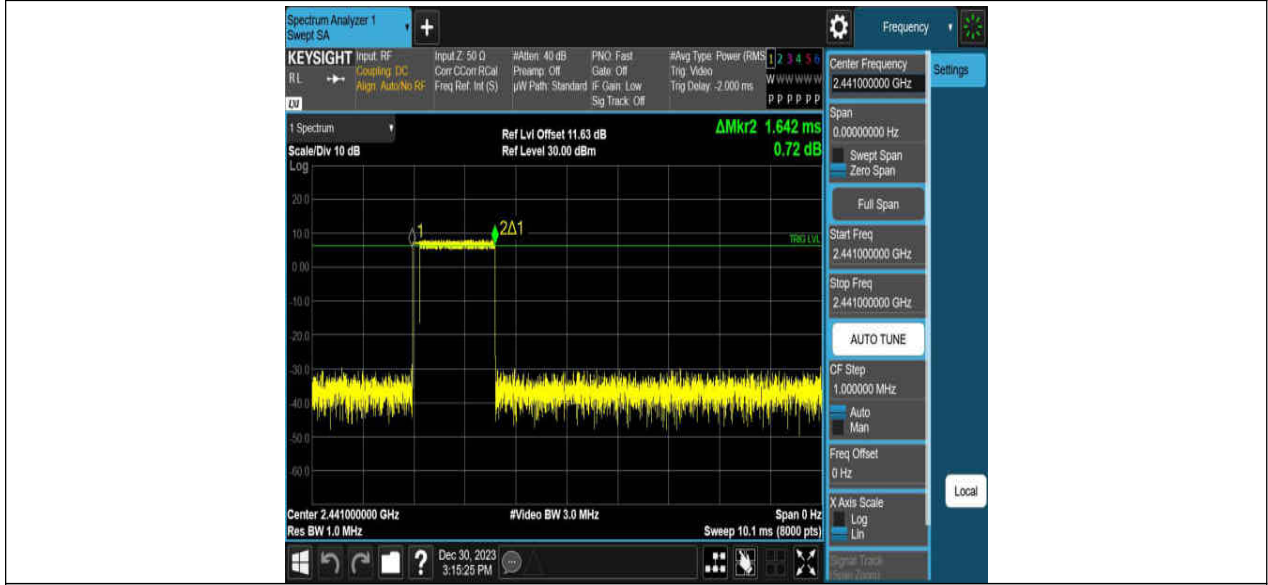 Spectrum Analyzer 1
Swept SA
+
Frequency
KEYSIGHT
RL
LXI
Input: RF
Coupling: DC
Align: Auto/No RF
Input Z: 50 Ω
Corr CCorr RCal
Freq Ref: Int (S)
#Atten: 40 dB
Preamp: Off
µW Path: Standard
PNO: Fast
Gate: Off
IF Gain: Low
Sig Track: Off
#Avg Type: Power (RMS
Trig: Video
Trig Delay: -2.000 ms
1 2 3 4 5 6
W W W W W W
P P P P P P
1 Spectrum
Scale/Div 10 dB
Log
Ref Lvl Offset 11.63 dB
Ref Level 30.00 dBm
ΔMkr2 1.642 ms
0.72 dB
20.0
10.0
0.00
-10.0
-20.0
-30.0
-40.0
-50.0
-60.0
1
2Δ1
TRIG LVL
Center 2.441000000 GHz
Res BW 1.0 MHz
#Video BW 3.0 MHz
Span 0 Hz
Sweep 10.1 ms (8000 pts)
?
Dec 30, 2023
3:15:25 PM
Center Frequency
2.441000000 GHz
Settings
Span
0.00000000 Hz
Swept Span
Zero Span
Full Span
Start Freq
2.441000000 GHz
Stop Freq
2.441000000 GHz
AUTO TUNE
CF Step
1.000000 MHz
Auto
Man
Freq Offset
0 Hz
X Axis Scale
Log
Lin
Local
Signal Track
(Span Zoom)